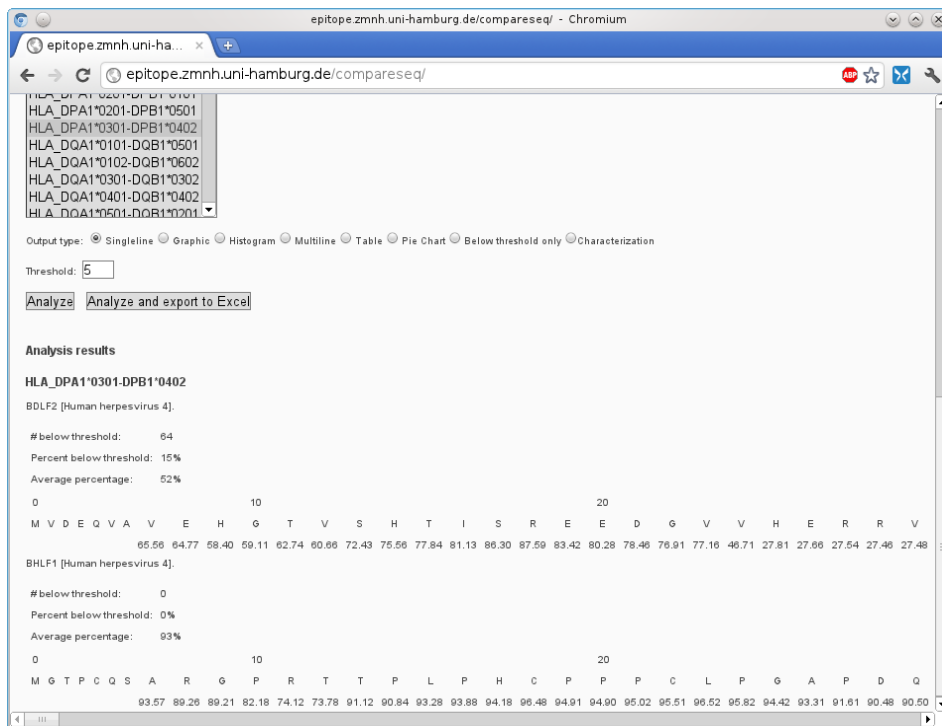 epitope.zmnh.uni-hamburg.de/compareseq/ - Chromium
epitope.zmnh.uni-ha...
epitope.zmnh.uni-hamburg.de/compareseq/
ABP
HLA_DPA1*0201-DPB1*0101
HLA_DPA1*0201-DPB1*0501
HLA_DPA1*0301-DPB1*0402
HLA_DQA1*0101-DQB1*0501
HLA_DQA1*0102-DQB1*0602
HLA_DQA1*0301-DQB1*0302
HLA_DQA1*0401-DQB1*0402
HLA_DQA1*0501-DQB1*0201
Output type: Singleline Graphic Histogram Multiline Table Pie Chart Below threshold only Characterization
Threshold: 5
Analyze Analyze and export to Excel
Analysis results
HLA_DPA1*0301-DPB1*0402
BDLF2 [Human herpesvirus 4].
# below threshold: 64
Percent below threshold: 15%
Average percentage: 52%
0 10 20
M V D E Q V A V E H G T V S H T I S R E E D G V V H E R R V
65.56 64.77 58.40 59.11 62.74 60.66 72.43 75.56 77.84 81.13 86.30 87.59 83.42 80.28 78.46 76.91 77.16 46.71 27.81 27.66 27.54 27.46 27.48
BHLF1 [Human herpesvirus 4].
# below threshold: 0
Percent below threshold: 0%
Average percentage: 93%
0 10 20
M G T P C Q S A R G P R T T P L P H C P P P C L P G A P D Q
93.57 89.26 89.21 82.18 74.12 73.78 91.12 90.84 93.28 93.88 94.18 96.48 94.91 94.90 95.02 95.51 96.52 95.82 94.42 93.31 91.61 90.48 90.50